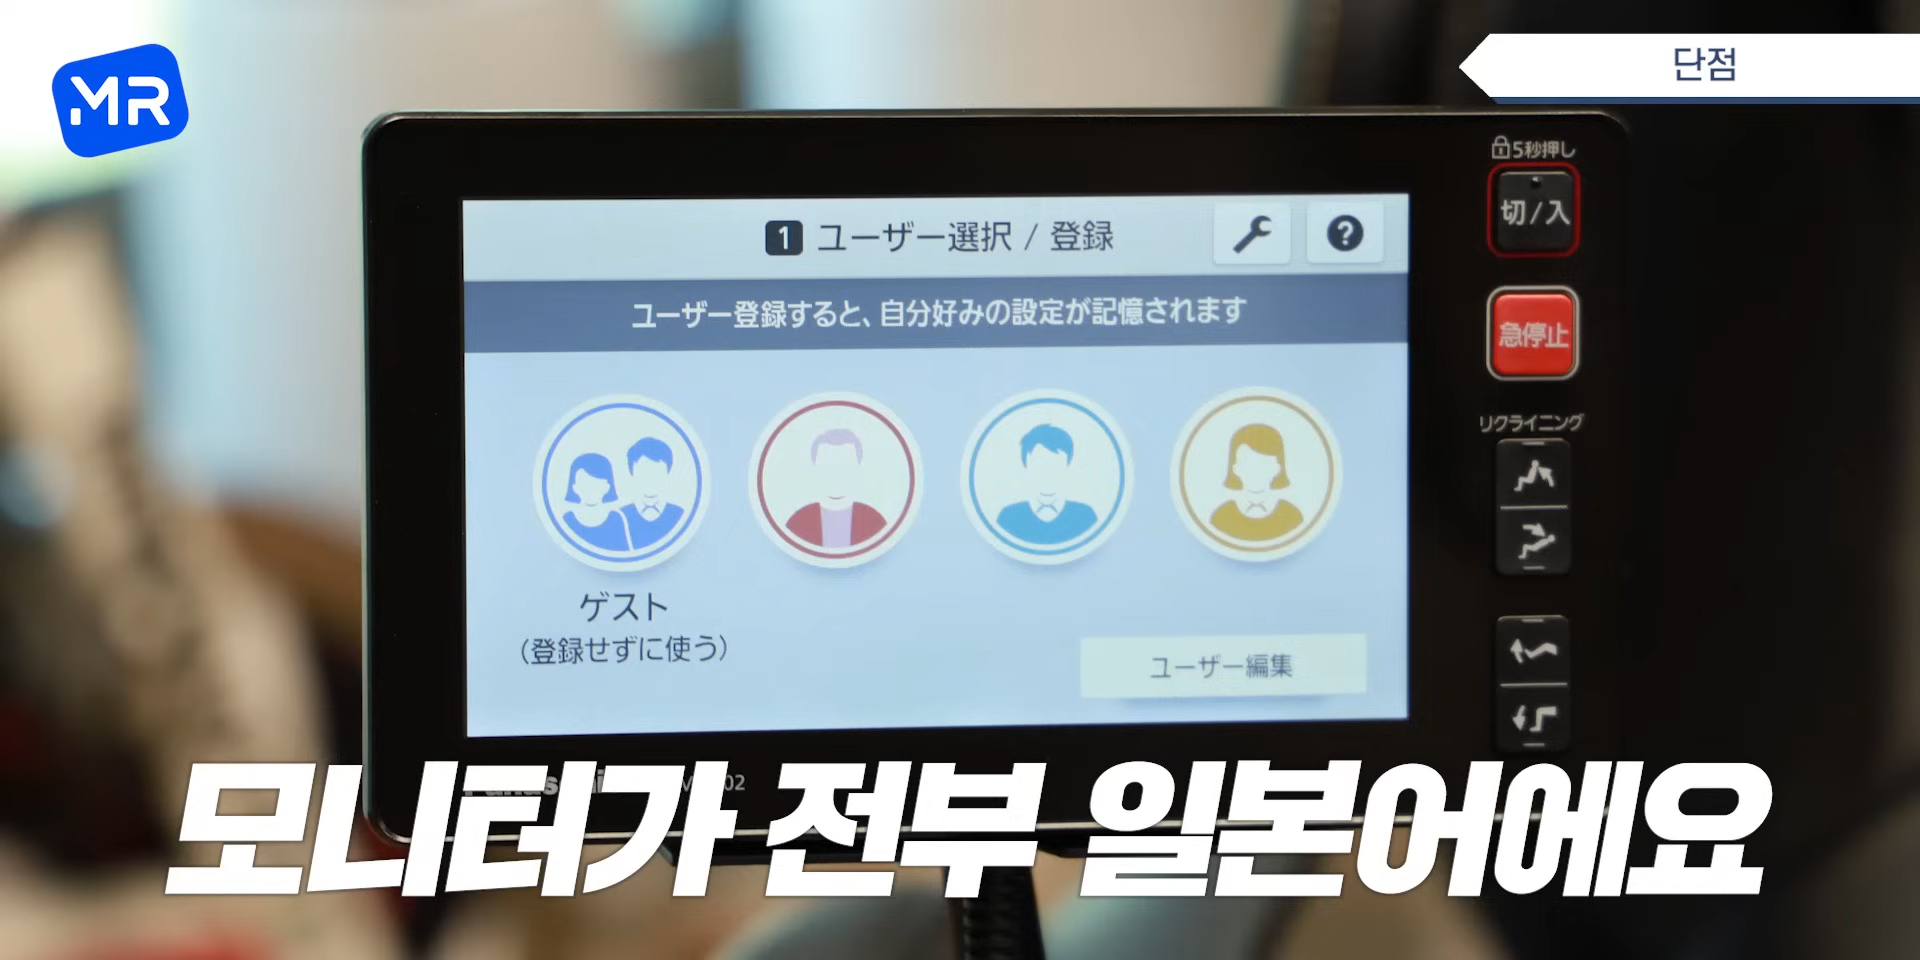 MR
단점
5秒押し
切/入
1 ユーザー選択 / 登録
?
ユーザー登録すると、自分好みの設定が記憶されます
急停止
リクライニング
ゲスト
(登録せずに使う)
ユーザー編集
모니터가 전부 일본어에요